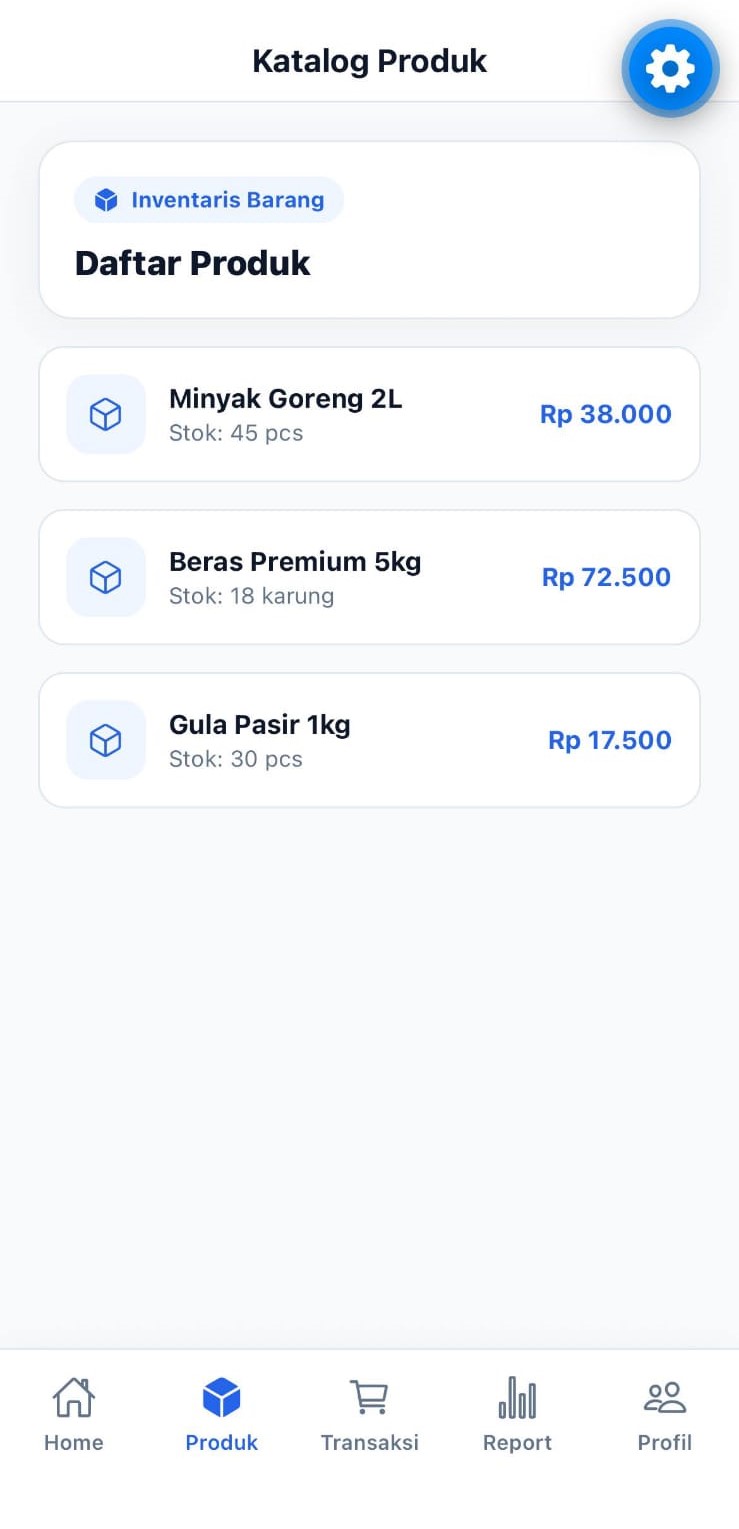 Katalog Produk
Inventaris Barang
Daftar Produk
Minyak Goreng 2L
Stok: 45 pcs
Rp 38.000
Beras Premium 5kg
Stok: 18 karung
Rp 72.500
Gula Pasir 1kg
Stok: 30 pcs
Rp 17.500
Home
Produk
Transaksi
Report
Profil